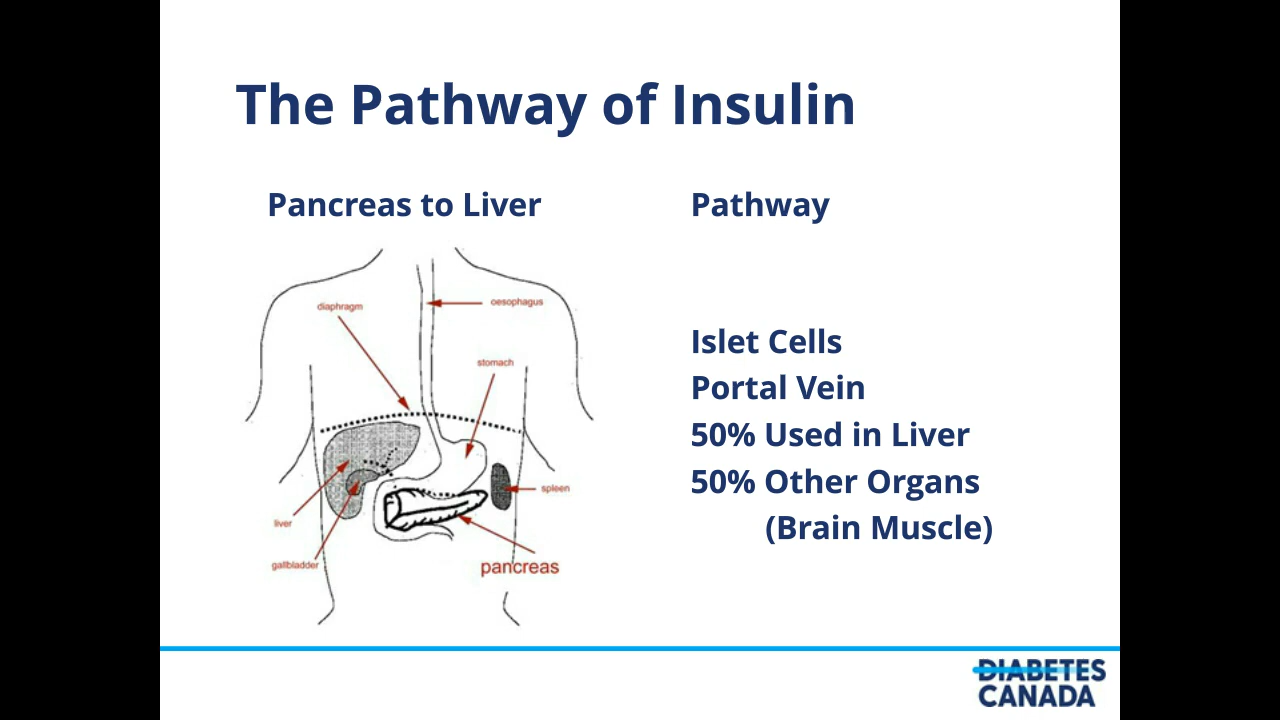 The Pathway of Insulin
Pancreas to Liver
diaphragm
oesophagus
stomach
spleen
liver
gallbladder
pancreas
Pathway
Islet Cells
Portal Vein
50% Used in Liver
50% Other Organs
(Brain Muscle)
DIABETES
CANADA